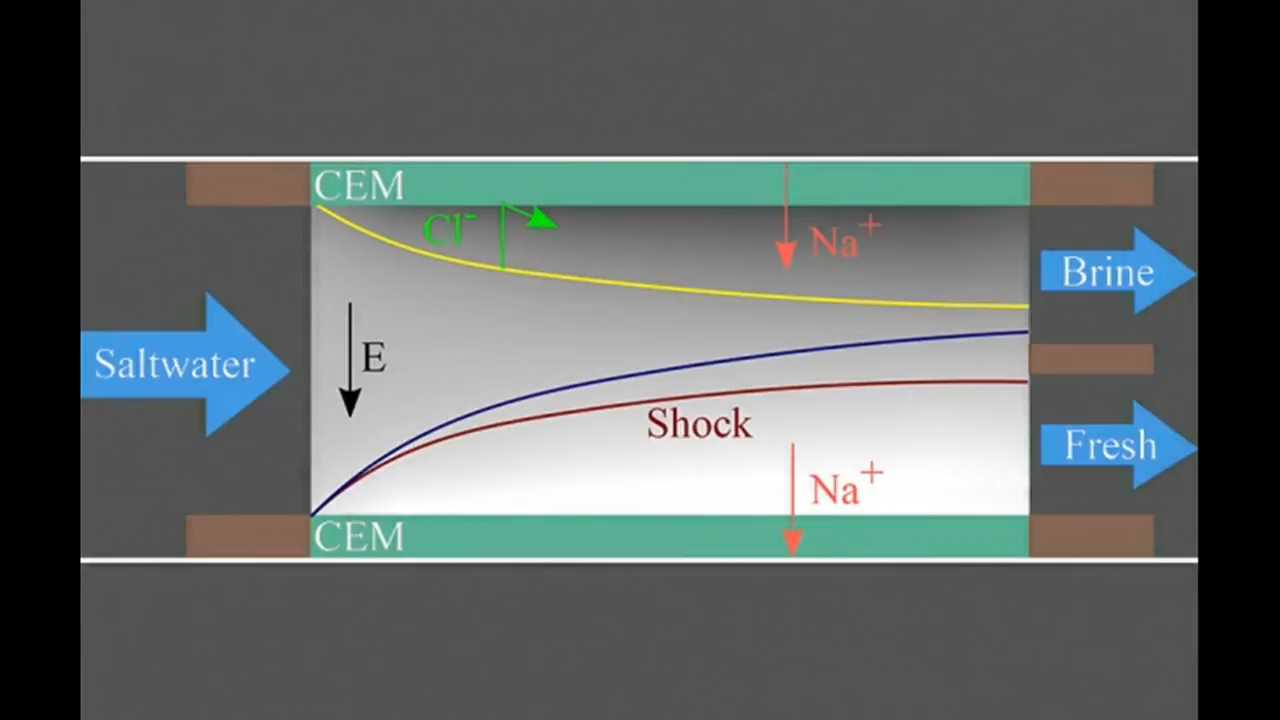 CEM
Cl⁻
Na⁺
Brine
Saltwater
E
Shock
Fresh
Na⁺
CEM